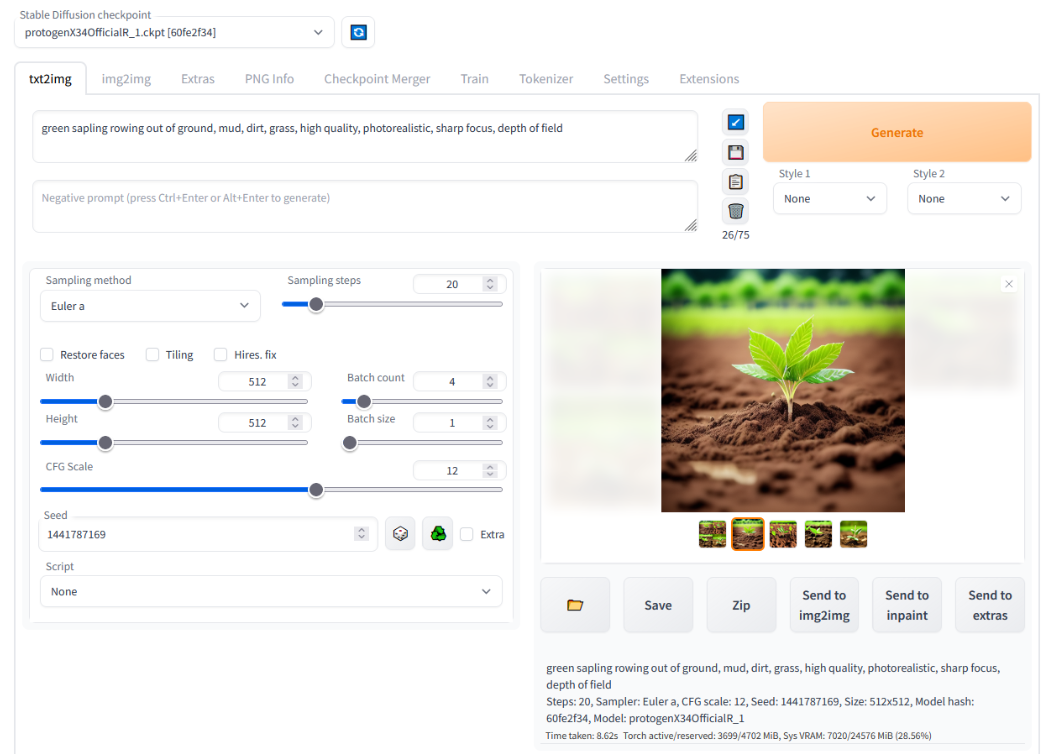 Stable Diffusion checkpoint
protogenX34OfficialR_1.ckpt [60fe2f34]
txt2img img2img Extras PNG Info Checkpoint Merger Train Tokenizer Settings Extensions
green sapling rowing out of ground, mud, dirt, grass, high quality, photorealistic, sharp focus, depth of field
Negative prompt (press Ctrl+Enter or Alt+Enter to generate)
26/75
Generate
Style 1 Style 2
None None
Sampling method Sampling steps 20
Euler a
Restore faces Tiling Hires. fix
Width 512 Batch count 4
Height 512 Batch size 1
CFG Scale 12
Seed
1441787169 Extra
Script
None
Save Zip Send to img2img Send to inpaint Send to extras
green sapling rowing out of ground, mud, dirt, grass, high quality, photorealistic, sharp focus,
depth of field
Steps: 20, Sampler: Euler a, CFG scale: 12, Seed: 1441787169, Size: 512x512, Model hash:
60fe2f34, Model: protogenX34OfficialR_1
Time taken: 8.62s Torch active/reserved: 3699/4702 MiB, Sys VRAM: 7020/24576 MiB (28.56%)